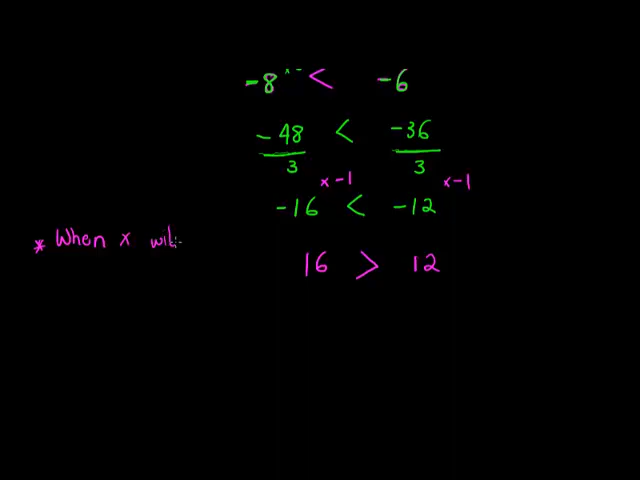 -8 < -6
-48/3 < -36/3
x -1 x -1
-16 < -12
* When x
16 > 12